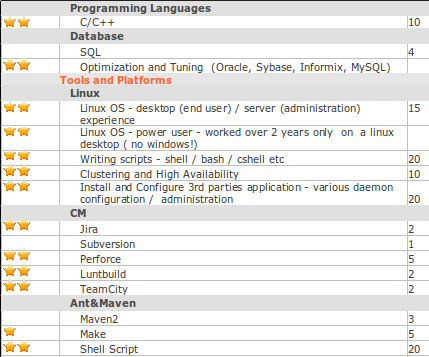 Programming Languages
C/C++ 10
Database
SQL 4
Optimization and Tuning (Oracle, Sybase, Informix, MySQL)
Tools and Platforms
Linux
Linux OS - desktop (end user) / server (administration) 15
experience
Linux OS - power user - worked over 2 years only on a linux
desktop ( no windows!)
Writing scripts - shell / bash / cshell etc 20
Clustering and High Availability 10
Install and Configure 3rd parties application - various daemon
configuration / administration 20
CM
Jira 2
Subversion 1
Perforce 5
Luntbuild 2
TeamCity 2
Ant&Maven
Maven2 3
Make 5
Shell Script 20